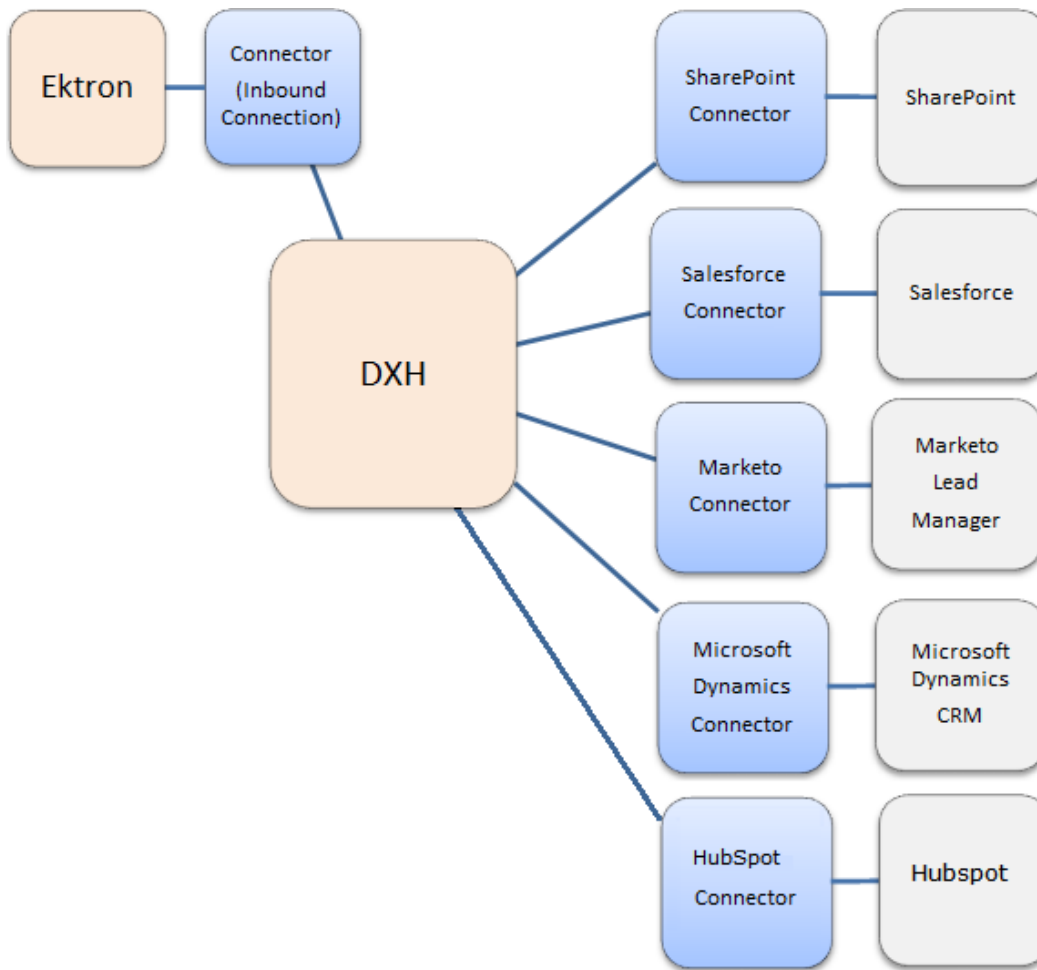 Ektron
Connector
(Inbound
Connection)
SharePoint
Connector
SharePoint
Salesforce
Connector
Salesforce
DXH
Marketo
Connector
Marketo
Lead
Manager
Microsoft
Dynamics
Connector
Microsoft
Dynamics
CRM
HubSpot
Connector
Hubspot